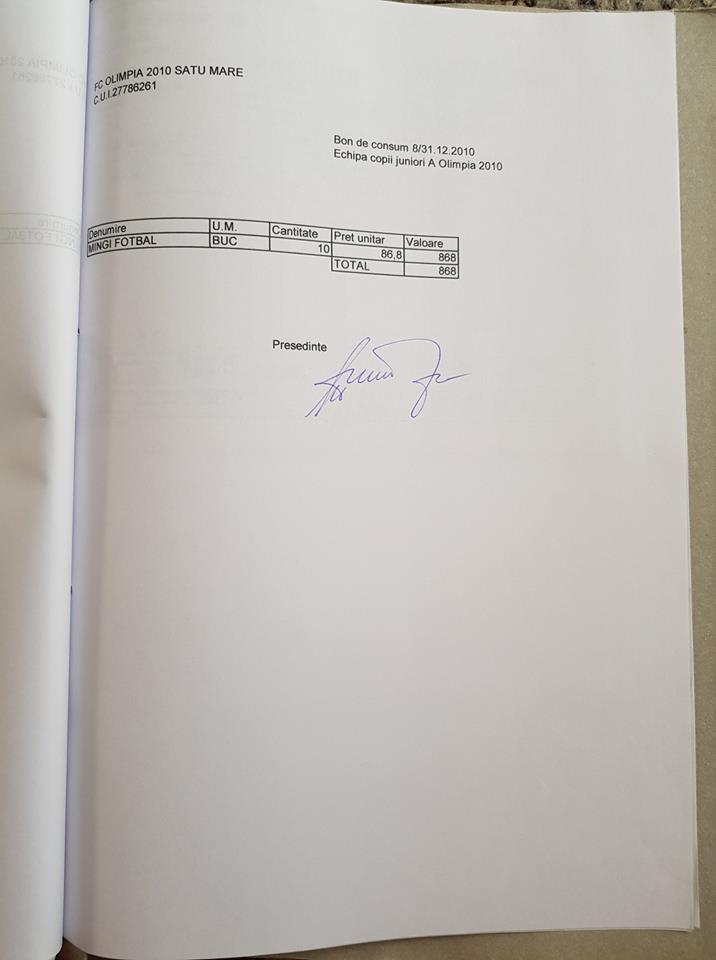 FC OLIMPIA 2010 SATU MARE
C.U.I.27786261
Bon de consum 8/31.12.2010
Echipa copii juniori A Olimpia 2010
Denumire U.M. Cantitate Pret unitar Valoare
MINGI FOTBAL BUC 10 86,8 868
TOTAL 868
Presedinte